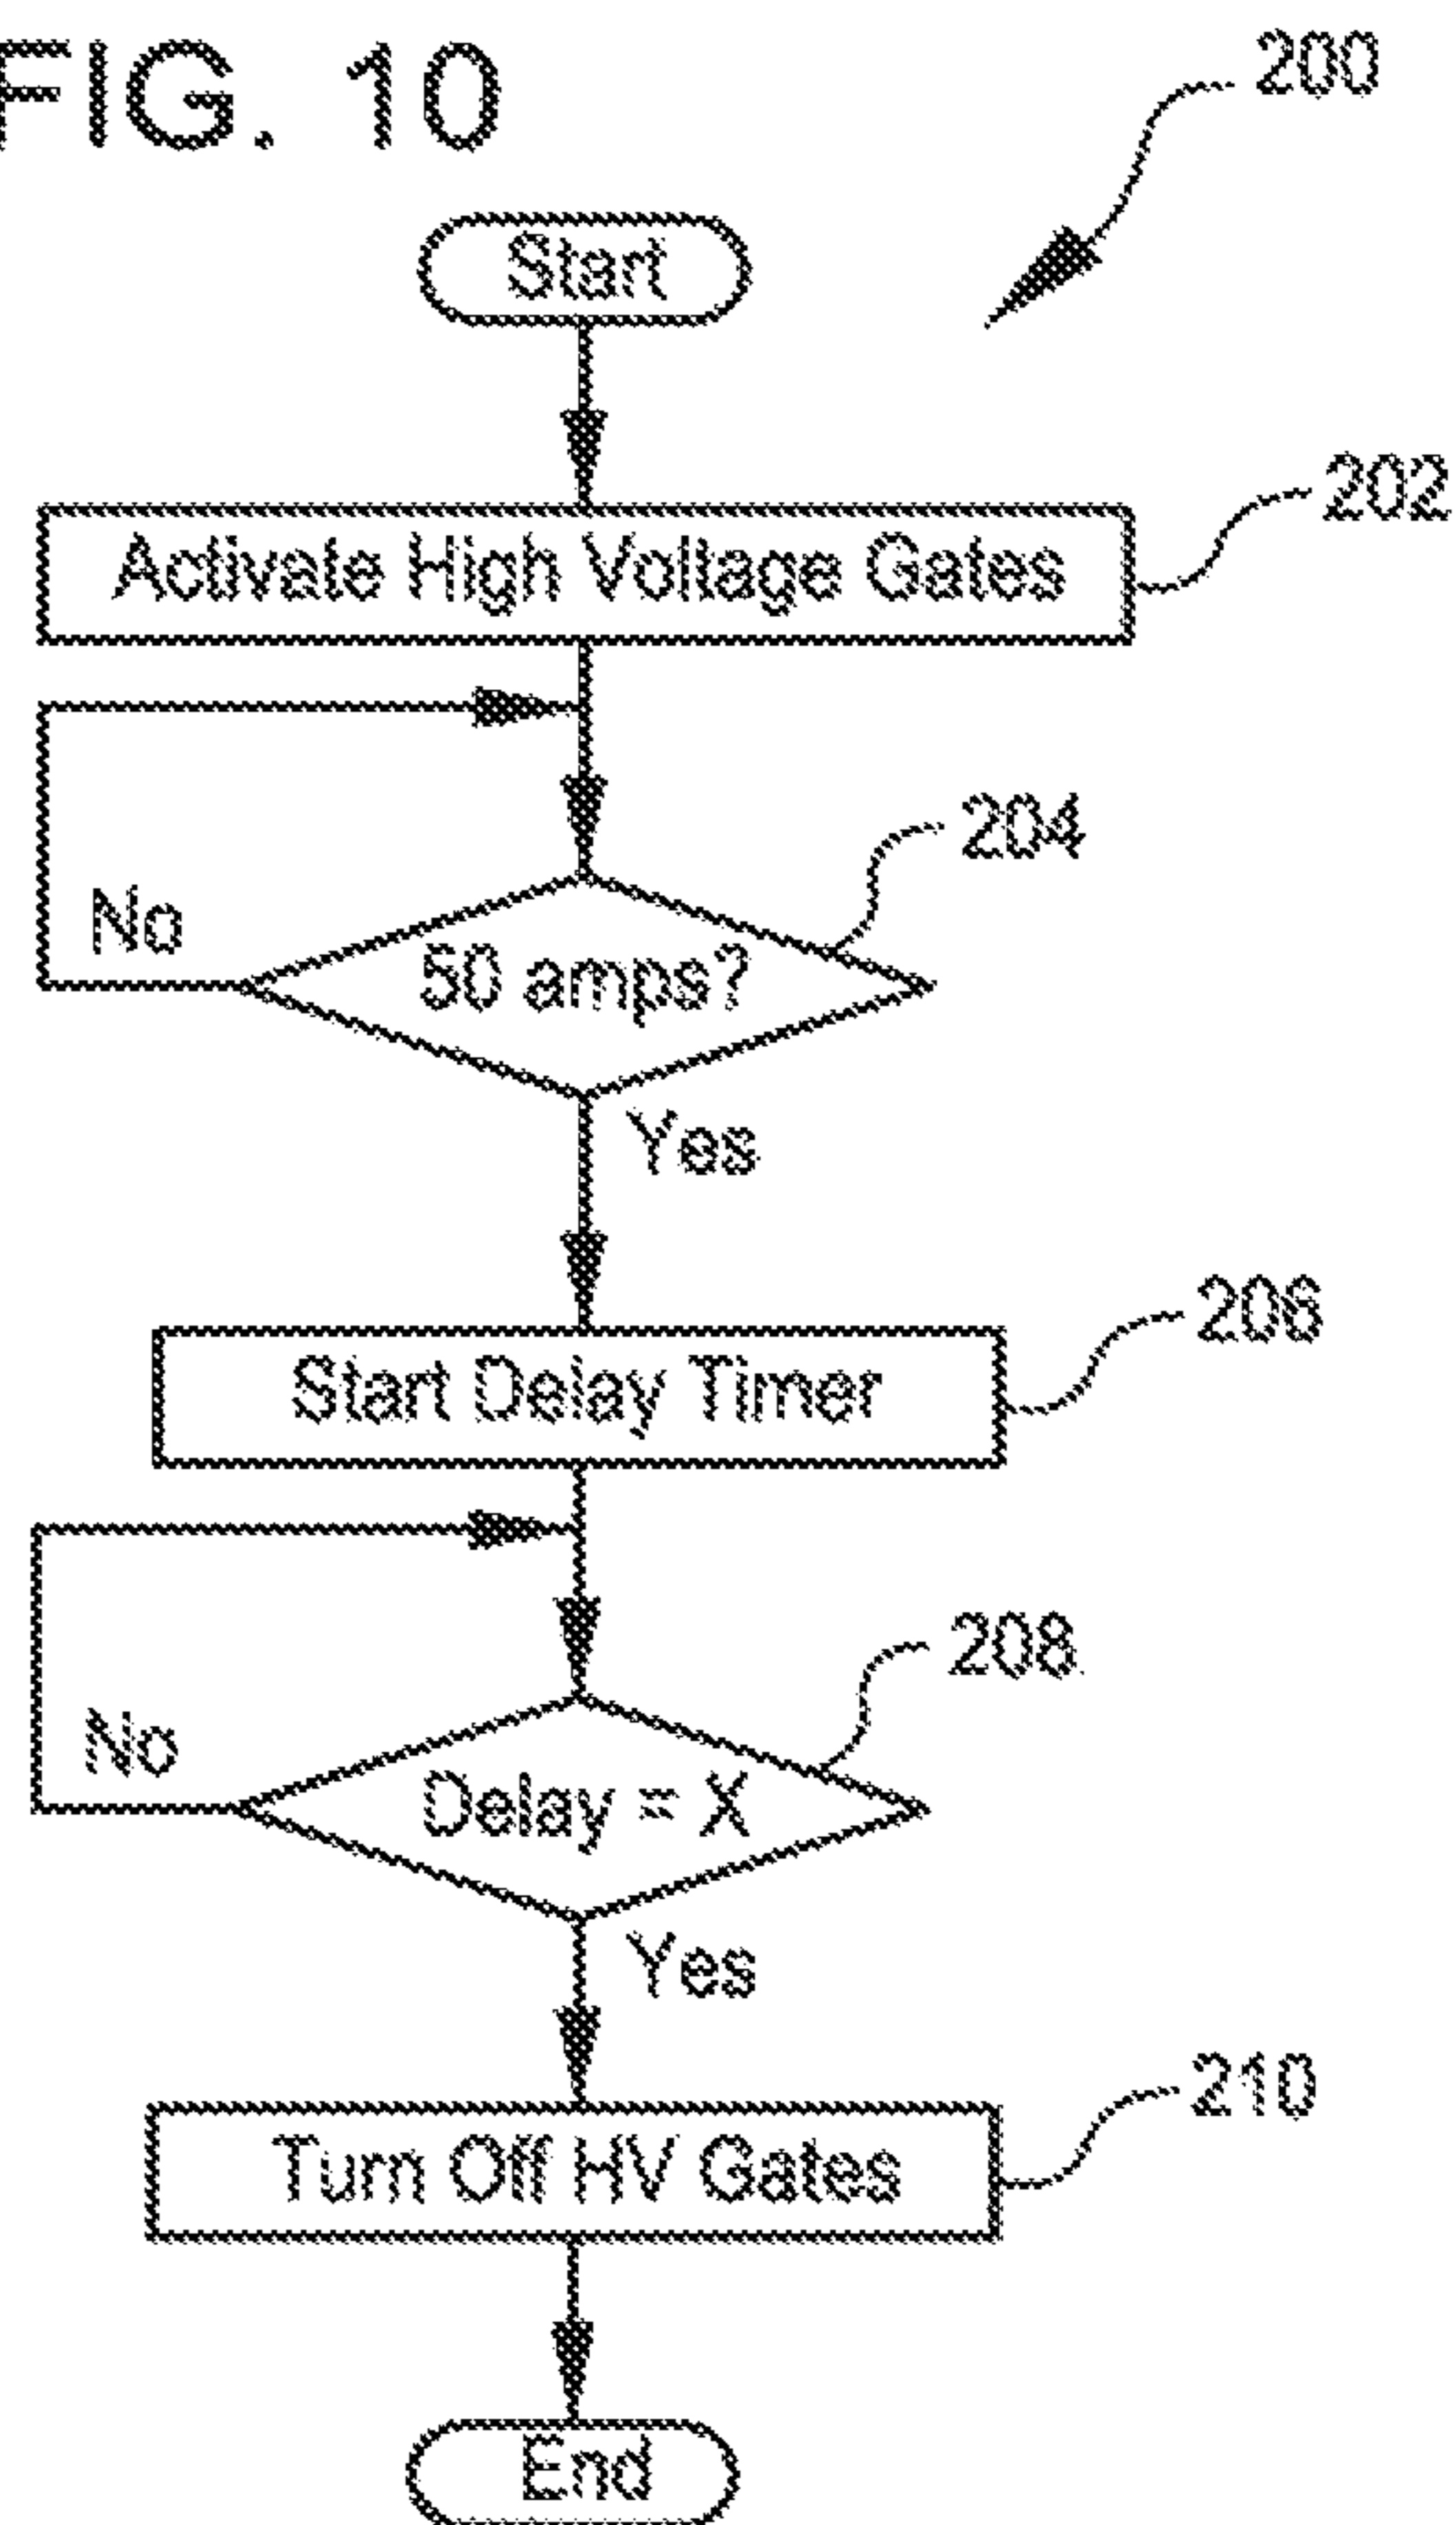 FIG. 10
200
Start
202
Activate High Voltage Gates
204
No
50 amps?
Yes
206
Start Delay Timer
208
No
Delay = X
Yes
210
Turn Off HV Gates
End